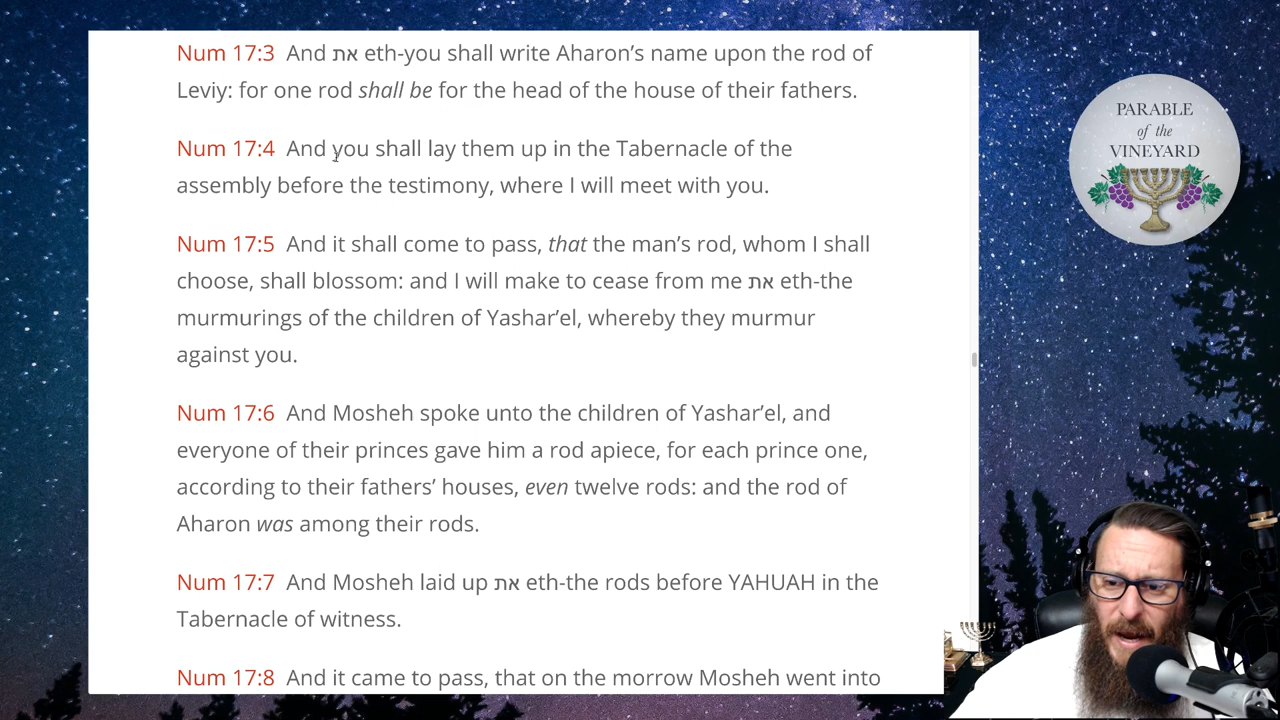 Num 17:3 And את eth-you shall write Aharon’s name upon the rod of
Leviy: for one rod shall be for the head of the house of their fathers.
Num 17:4 And you shall lay them up in the Tabernacle of the
assembly before the testimony, where I will meet with you.
Num 17:5 And it shall come to pass, that the man’s rod, whom I shall
choose, shall blossom: and I will make to cease from me את eth-the
murmurings of the children of Yashar’el, whereby they murmur
against you.
Num 17:6 And Mosheh spoke unto the children of Yashar’el, and
everyone of their princes gave him a rod apiece, for each prince one,
according to their fathers’ houses, even twelve rods: and the rod of
Aharon was among their rods.
Num 17:7 And Mosheh laid up את eth-the rods before YAHUAH in the
Tabernacle of witness.
Num 17:8 And it came to pass, that on the morrow Mosheh went into
PARABLE
of the
VINEYARD